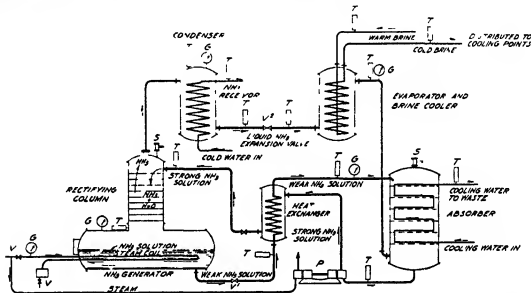 CONDENSER
G
T
T
T
WARM BRINE
T
DISTRIBUTED TO
COOLING POINTS
COLD BRINE
T
G
EVAPORATOR AND
BRINE COOLER
T
T
LIQUID NH3
EXPANSION VALVE
COLD WATER IN
S
T
NH3
STRONG NH3
SOLUTION
RECTIFYING
COLUMN
NH3
+
H2O
T
G
WEAK NH3 SOLUTION
S
T
COOLING WATER
TO WASTE
ABSORBER
COOLING WATER IN
HEAT
EXCHANGER
STRONG NH3
SOLUTION
G
G
T
V
NH3 SOLUTION
STEAM COIL
NH3 GENERATOR
V
WEAK NH3 SOLUTION
V'
T
P
T
STEAM